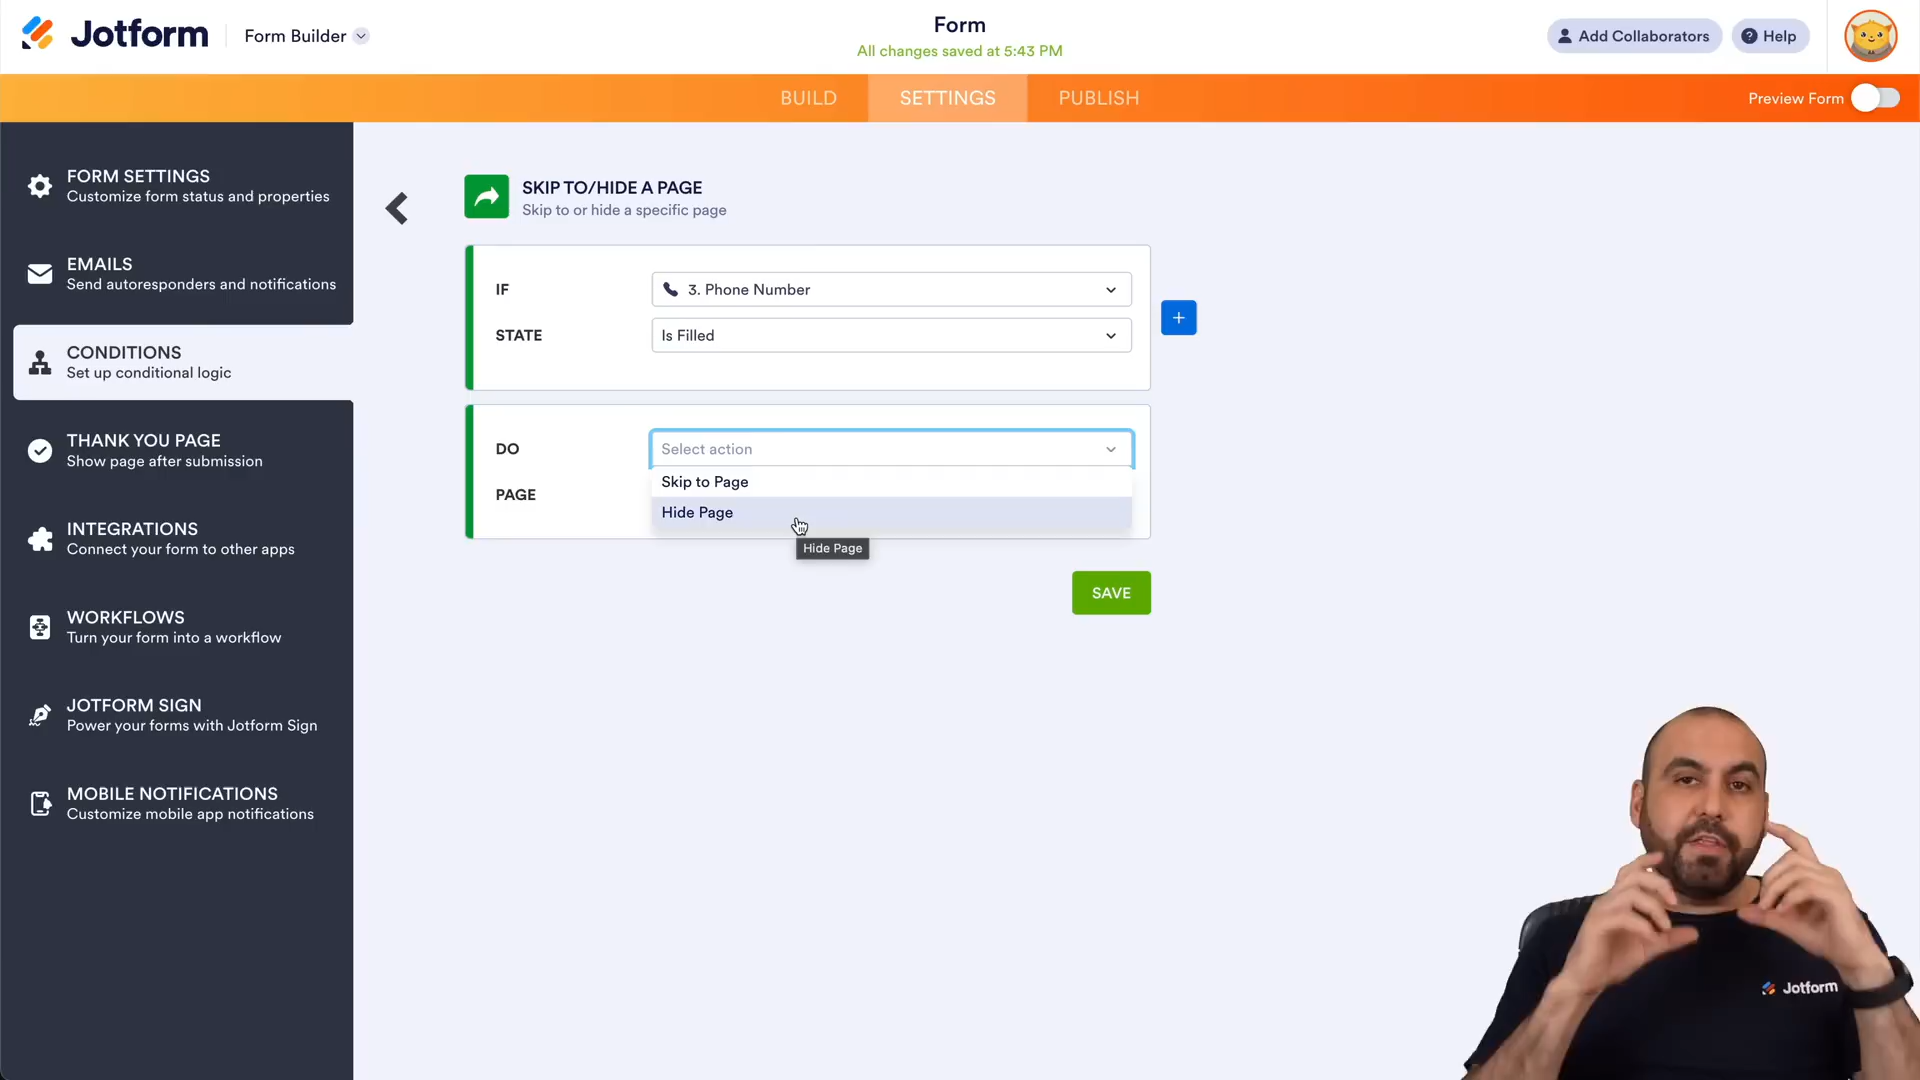 Jotform
Form Builder
Form
All changes saved at 5:43 PM
Add Collaborators
Help
BUILD
SETTINGS
PUBLISH
Preview Form
FORM SETTINGS
Customize form status and properties
EMAILS
Send autoresponders and notifications
CONDITIONS
Set up conditional logic
THANK YOU PAGE
Show page after submission
INTEGRATIONS
Connect your form to other apps
WORKFLOWS
Turn your form into a workflow
JOTFORM SIGN
Power your forms with Jotform Sign
MOBILE NOTIFICATIONS
Customize mobile app notifications
SKIP TO/HIDE A PAGE
Skip to or hide a specific page
IF
3. Phone Number
STATE
Is Filled
DO
Select action
Skip to Page
PAGE
Hide Page
Hide Page
SAVE
Jotform